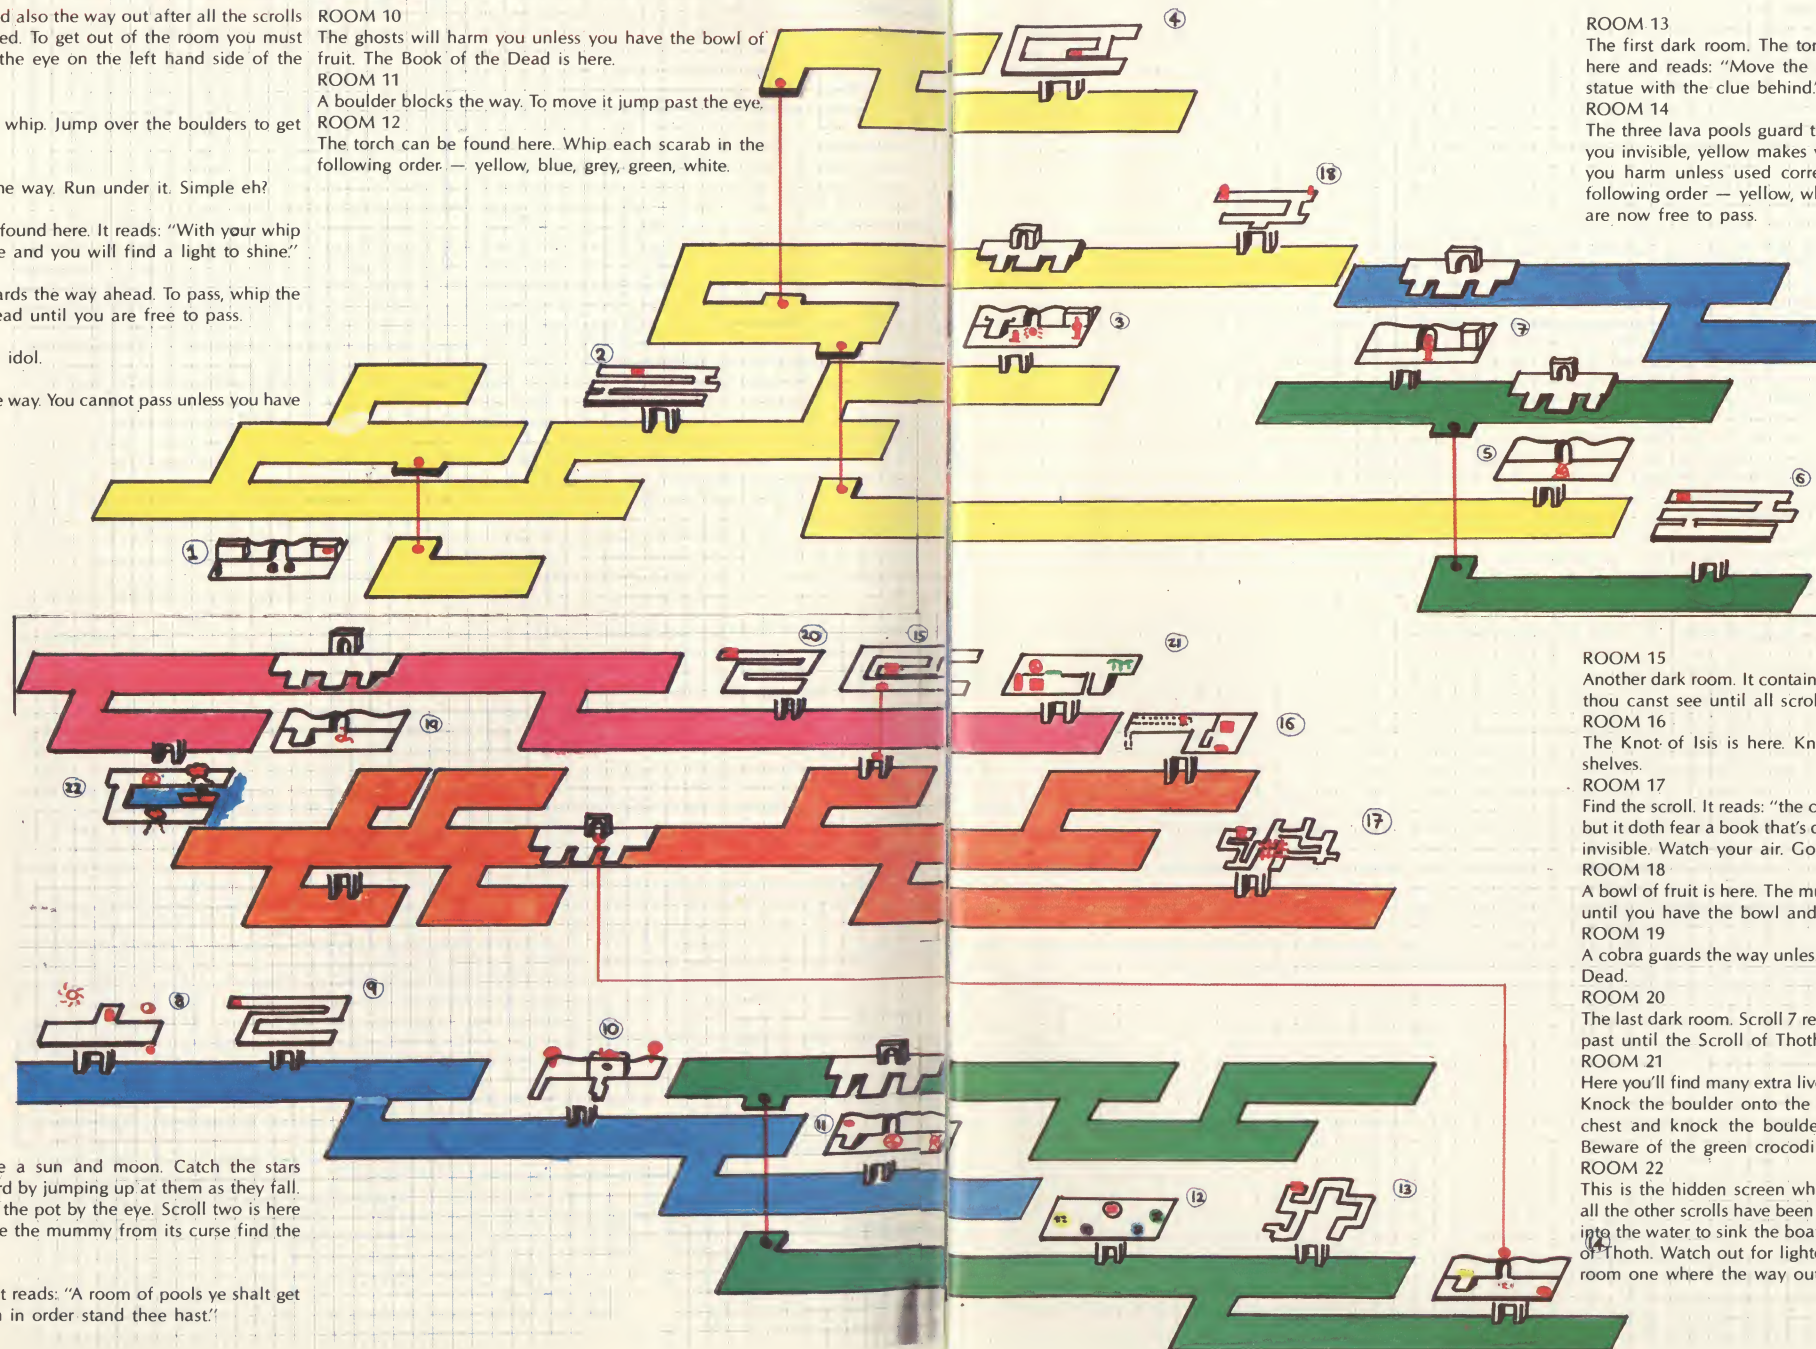 d also the way out after all the scrolls
ed. To get out of the room you must
the eye on the left hand side of the
whip. Jump over the boulders to get
he way. Run under it. Simple eh?
found here. It reads: "With your whip
e and you will find a light to shine."
ards the way ahead. To pass, whip the
ead until you are free to pass.
idol.
e way. You cannot pass unless you have
ROOM 10
The ghosts will harm you unless you have the bowl of
fruit. The Book of the Dead is here.
ROOM 11
A boulder blocks the way. To move it jump past the eye.
ROOM 12
The torch can be found here. Whip each scarab in the
following order — yellow, blue, grey, green, white.
4
ROOM 13
The first dark room. The tor
here and reads: "Move the
statue with the clue behind."
ROOM 14
The three lava pools guard t
you invisible, yellow makes
you harm unless used corre
following order — yellow, wh
are now free to pass.
18
3
7
2
5
6
1
20
15
21
19
16
22
17
8
9
10
11
12
13
14
e a sun and moon. Catch the stars
rd by jumping up at them as they fall.
the pot by the eye. Scroll two is here
e the mummy from its curse find the
t reads: "A room of pools ye shalt get
in order stand thee hast."
ROOM 15
Another dark room. It contain
thou canst see until all scrol
ROOM 16
The Knot of Isis is here. Kn
shelves.
ROOM 17
Find the scroll. It reads: "the c
but it doth fear a book that's c
invisible. Watch your air. Go
ROOM 18
A bowl of fruit is here. The mu
until you have the bowl and
ROOM 19
A cobra guards the way unles
Dead.
ROOM 20
The last dark room. Scroll 7 re
past until the Scroll of Thoth
ROOM 21
Here you'll find many extra live
Knock the boulder onto the
chest and knock the boulde
Beware of the green crocodi
ROOM 22
This is the hidden screen wh
all the other scrolls have been
into the water to sink the boa
of Thoth. Watch out for light
room one where the way ou